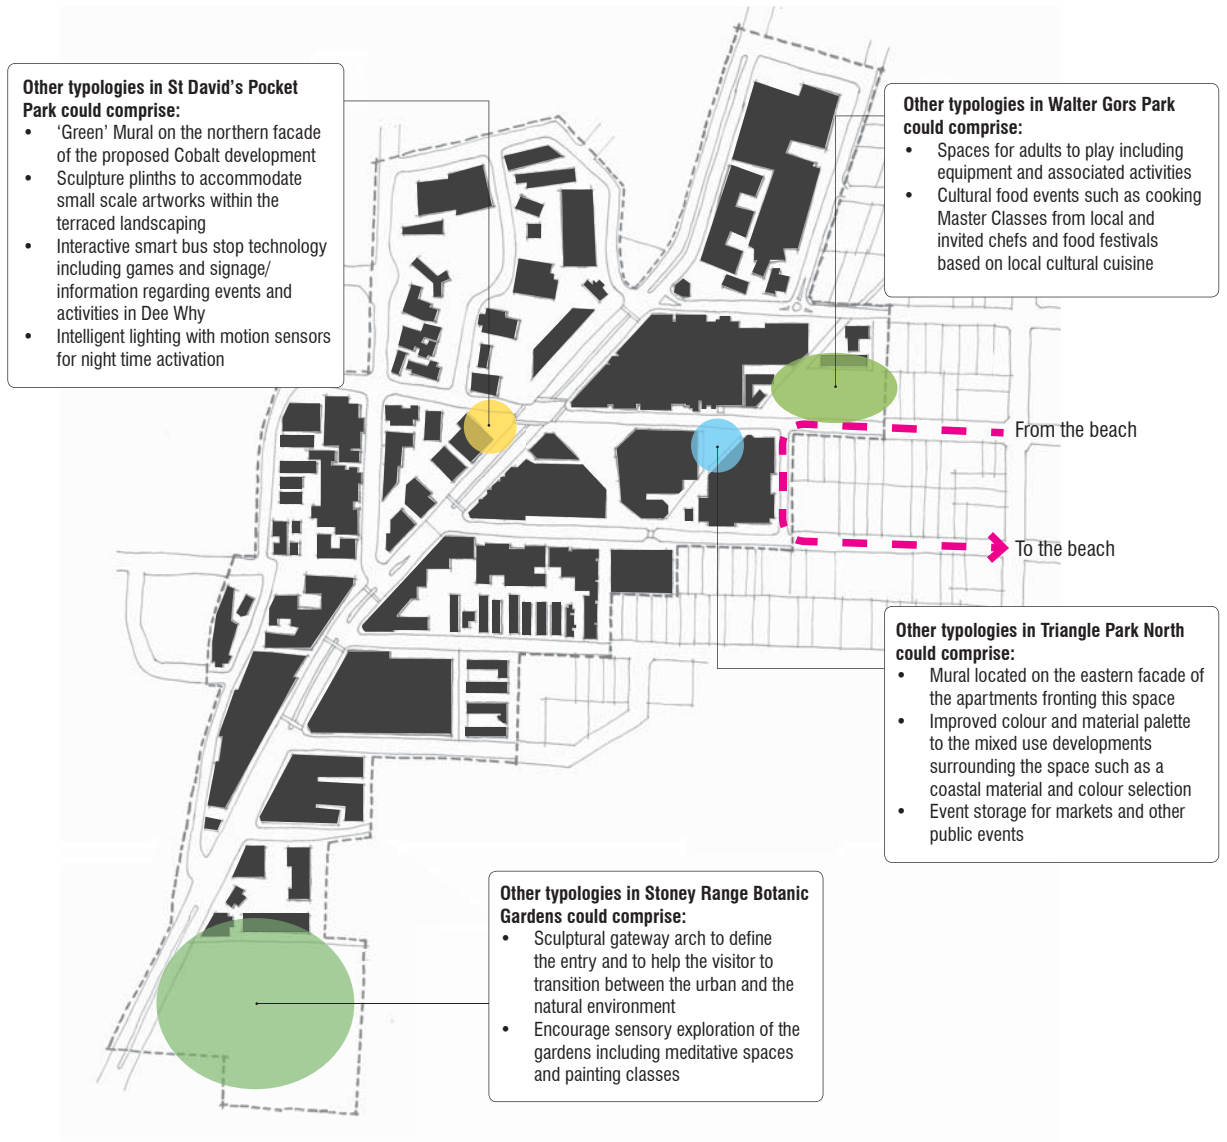 Other typologies in St David's Pocket
Park could comprise:
• 'Green' Mural on the northern facade
of the proposed Cobalt development
• Sculpture plinths to accommodate
small scale artworks within the
terraced landscaping
• Interactive smart bus stop technology
including games and signage/
information regarding events and
activities in Dee Why
• Intelligent lighting with motion sensors
for night time activation
Other typologies in Walter Gors Park
could comprise:
• Spaces for adults to play including
equipment and associated activities
• Cultural food events such as cooking
Master Classes from local and
invited chefs and food festivals
based on local cultural cuisine
From the beach
To the beach
Other typologies in Triangle Park North
could comprise:
• Mural located on the eastern facade of
the apartments fronting this space
• Improved colour and material palette
to the mixed use developments
surrounding the space such as a
coastal material and colour selection
• Event storage for markets and other
public events
Other typologies in Stoney Range Botanic
Gardens could comprise:
• Sculptural gateway arch to define
the entry and to help the visitor to
transition between the urban and the
natural environment
• Encourage sensory exploration of the
gardens including meditative spaces
and painting classes